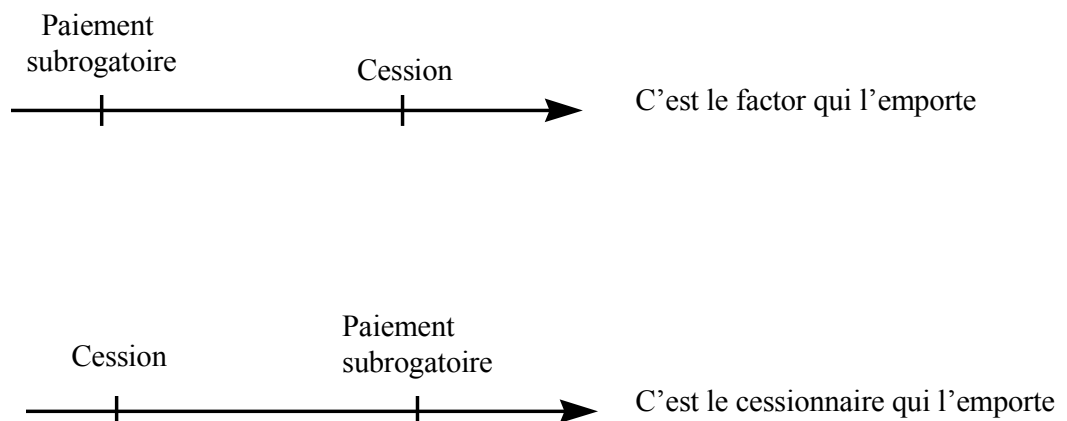 Paiement
subrogatoire
Cession
C’est le factor qui l’emporte
Cession
Paiement
subrogatoire
C’est le cessionnaire qui l’emporte